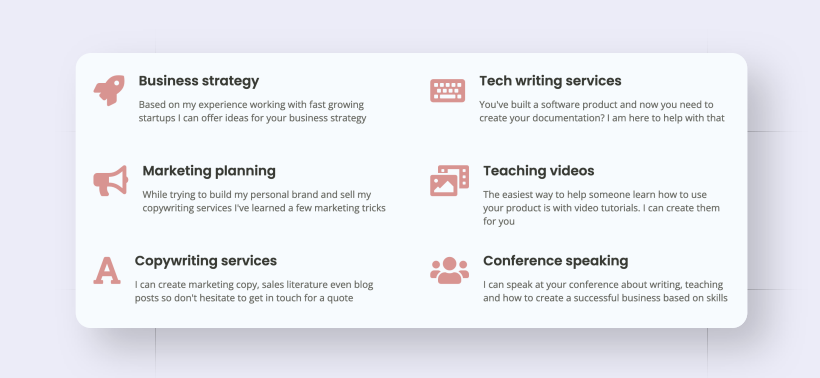 Business strategy
Based on my experience working with fast growing
startups I can offer ideas for your business strategy
Tech writing services
You've built a software product and now you need to
create your documentation? I am here to help with that
Marketing planning
While trying to build my personal brand and sell my
copywriting services I've learned a few marketing tricks
Teaching videos
The easiest way to help someone learn how to use
your product is with video tutorials. I can create them
for you
Copywriting services
I can create marketing copy, sales literature even blog
posts so don't hesitate to get in touch for a quote
Conference speaking
I can speak at your conference about writing, teaching
and how to create a successful business based on skills